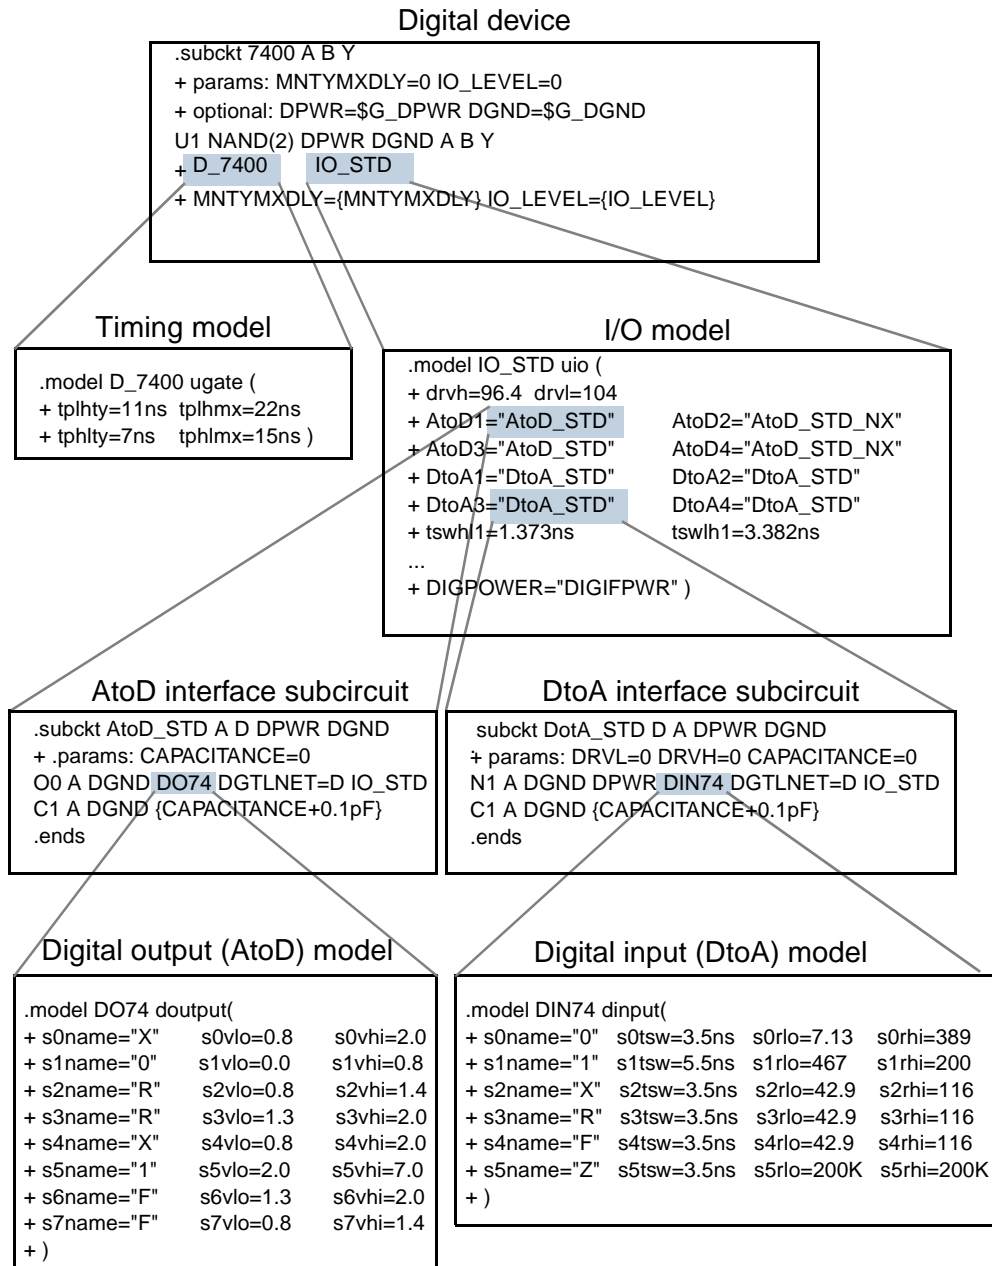 Digital device
.subckt 7400 A B Y
+ params: MNTYMXDLY=0 IO_LEVEL=0
+ optional: DPWR=$G_DPWR DGND=$G_DGND
U1 NAND(2) DPWR DGND A B Y
+ D_7400 IO_STD
+ MNTYMXDLY={MNTYMXDLY} IO_LEVEL={IO_LEVEL}
Timing model
.model D_7400 ugate (
+ tplhty=11ns tplhmx=22ns
+ tphlty=7ns tphlmx=15ns )
I/O model
.model IO_STD uio (
+ drvh=96.4 drvl=104
+ AtoD1="AtoD_STD" AtoD2="AtoD_STD_NX"
+ AtoD3="AtoD_STD" AtoD4="AtoD_STD_NX"
+ DtoA1="DtoA_STD" DtoA2="DtoA_STD"
+ DtoA3="DtoA_STD" DtoA4="DtoA_STD"
+ tswhl1=1.373ns tswlh1=3.382ns
...
+ DIGPOWER="DIGIFPWR" )
AtoD interface subcircuit
.subckt AtoD_STD A D DPWR DGND
+ .params: CAPACITANCE=0
O0 A DGND DO74 DGTLNET=D IO_STD
C1 A DGND {CAPACITANCE+0.1pF}
.ends
DtoA interface subcircuit
.subckt DotA_STD D A DPWR DGND
+ params: DRVL=0 DRVH=0 CAPACITANCE=0
N1 A DGND DPWR DIN74 DGTLNET=D IO_STD
C1 A DGND {CAPACITANCE+0.1pF}
.ends
Digital output (AtoD) model
.model DO74 doutput(
+ s0name="X" s0vlo=0.8 s0vhi=2.0
+ s1name="0" s1vlo=0.0 s1vhi=0.8
+ s2name="R" s2vlo=0.8 s2vhi=1.4
+ s3name="R" s3vlo=1.3 s3vhi=2.0
+ s4name="X" s4vlo=0.8 s4vhi=2.0
+ s5name="1" s5vlo=2.0 s5vhi=7.0
+ s6name="F" s6vlo=1.3 s6vhi=2.0
+ s7name="F" s7vlo=0.8 s7vhi=1.4
+ )
Digital input (DtoA) model
.model DIN74 dinput(
+ s0name="0" s0tsw=3.5ns s0rlo=7.13 s0rhi=389
+ s1name="1" s1tsw=5.5ns s1rlo=467 s1rhi=200
+ s2name="X" s2tsw=3.5ns s2rlo=42.9 s2rhi=116
+ s3name="R" s3tsw=3.5ns s3rlo=42.9 s3rhi=116
+ s4name="F" s4tsw=3.5ns s4rlo=42.9 s4rhi=116
+ s5name="Z" s5tsw=3.5ns s5rlo=200K s5rhi=200K
+ )